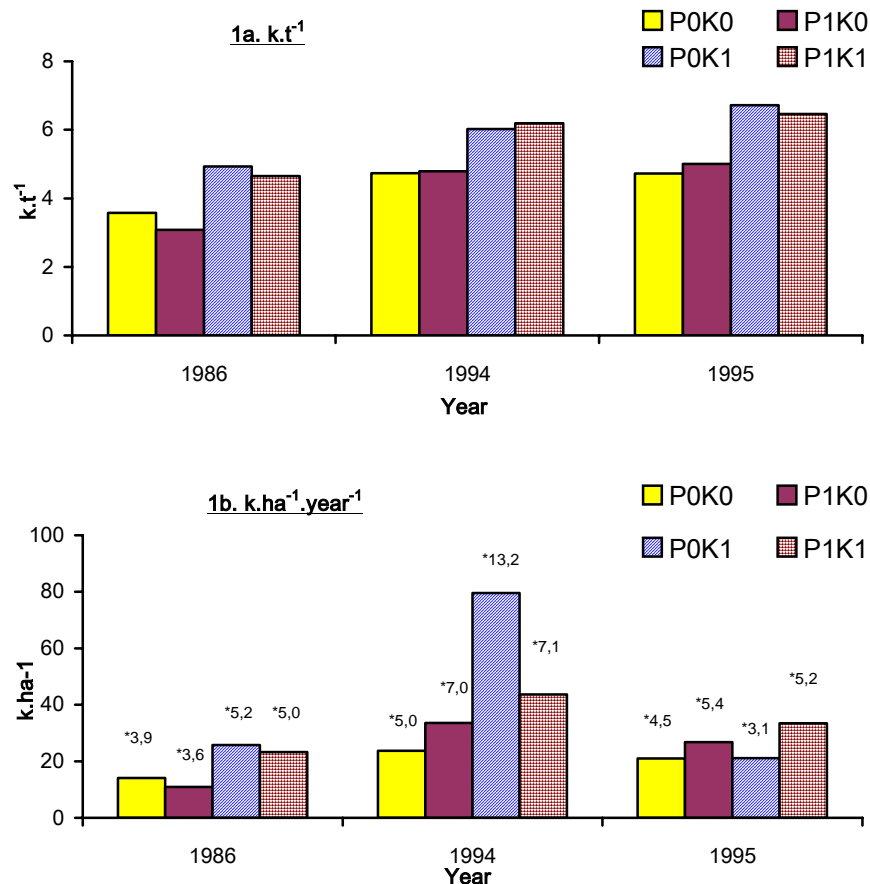 1a. k.t⁻¹
P0K0 P1K0
P0K1 P1K1
8
6
4
2
0
k.t⁻¹
1986 1994 1995
Year
1b. k.ha⁻¹.year⁻¹
P0K0 P1K0
P0K1 P1K1
100
80
60
40
20
0
k.ha-1
*3,9 *3,6 *5,2 *5,0 *5,0 *7,0 *13,2 *7,1 *4,5 *5,4 *3,1 *5,2
1986 1994 1995
Year